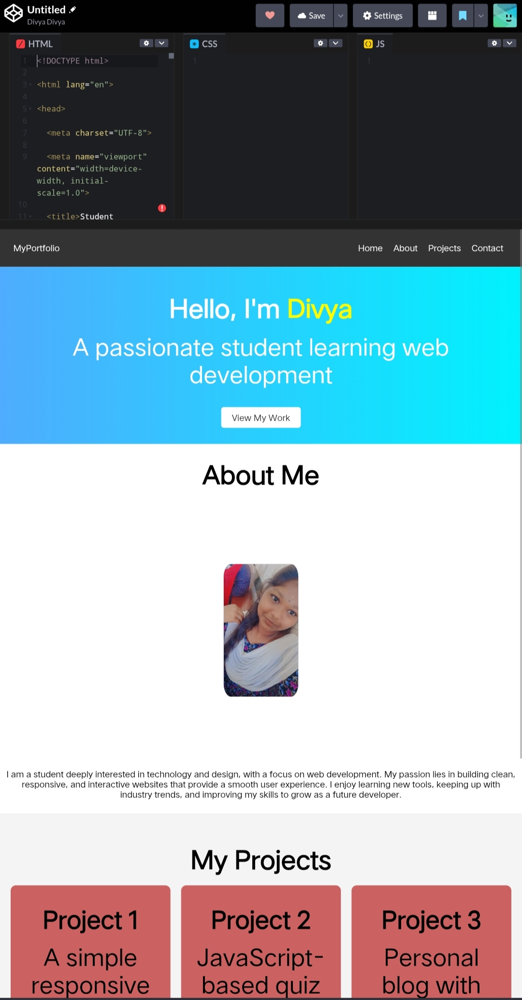 Untitled
Divya Divya
Save
Settings
HTML
CSS
JS
1 <!DOCTYPE html>
2
3 <html lang="en">
4
5 <head>
6
7 <meta charset="UTF-8">
8
9 <meta name="viewport"
content="width=device-
width, initial-
scale=1.0">
10
11 <title>Student
1
1
MyPortfolio
Home About Projects Contact
Hello, I'm Divya
A passionate student learning web
development
View My Work
About Me
I am a student deeply interested in technology and design, with a focus on web development. My passion lies in building clean,
responsive, and interactive websites that provide a smooth user experience. I enjoy learning new tools, keeping up with
industry trends, and improving my skills to grow as a future developer.
My Projects
Project 1
A simple
responsive
Project 2
JavaScript-
based quiz
Project 3
Personal
blog with